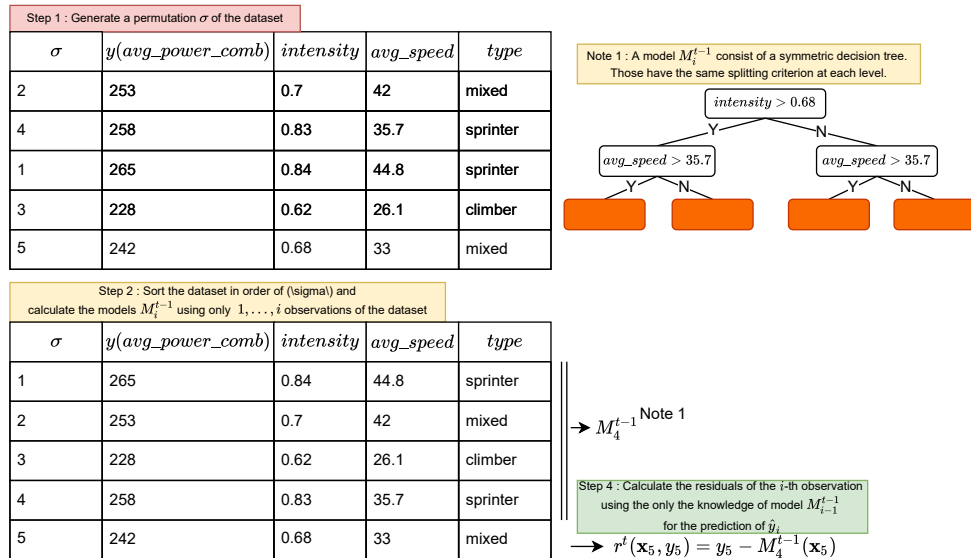 Step 1 : Generate a permutation σ of the dataset
σ y(avg_power_comb) intensity avg_speed type
2 253 0.7 42 mixed
4 258 0.83 35.7 sprinter
1 265 0.84 44.8 sprinter
3 228 0.62 26.1 climber
5 242 0.68 33 mixed
Note 1 : A model M_i^{t-1} consist of a symmetric decision tree.
Those have the same splitting criterion at each level.
intensity > 0.68
Y N
avg_speed > 35.7 avg_speed > 35.7
Y N Y N
Step 2 : Sort the dataset in order of (\sigma\) and
calculate the models M_i^{t-1} using only 1, . . . , i observations of the dataset
σ y(avg_power_comb) intensity avg_speed type
1 265 0.84 44.8 sprinter
2 253 0.7 42 mixed
3 228 0.62 26.1 climber
4 258 0.83 35.7 sprinter
5 242 0.68 33 mixed
M_4^{t-1} Note 1
Step 4 : Calculate the residuals of the i-th observation
using the only the knowledge of model M_{i-1}^{t-1}
for the prediction of ŷ_i
r^t(x_5, y_5) = y_5 − M_4^{t-1}(x_5)